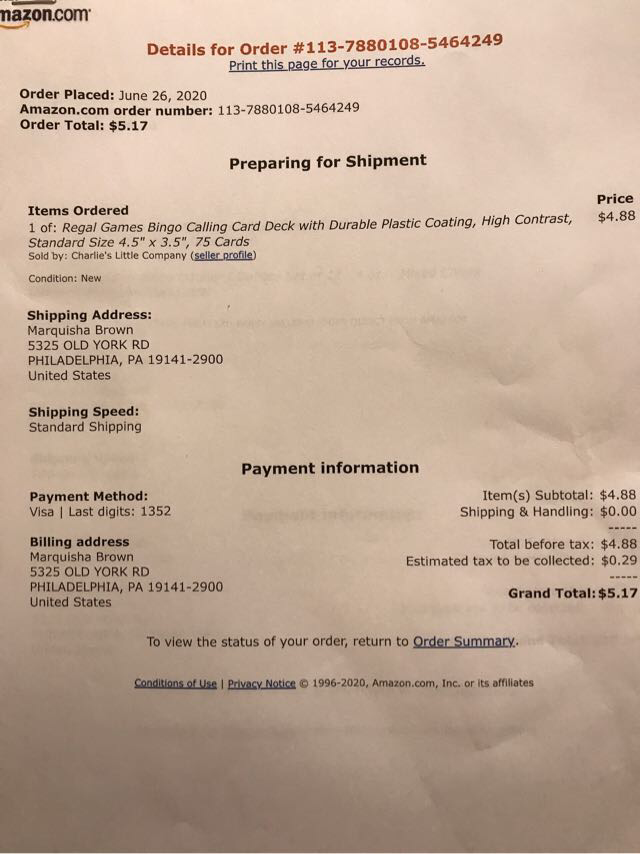 mazon.com
Details for Order #113-7880108-5464249
Print this page for your records.
Order Placed: June 26, 2020
Amazon.com order number: 113-7880108-5464249
Order Total: $5.17
Preparing for Shipment
Items Ordered Price
1 of: Regal Games Bingo Calling Card Deck with Durable Plastic Coating, High Contrast, $4.88
Standard Size 4.5" x 3.5", 75 Cards
Sold by: Charlie's Little Company (seller profile)
Condition: New
Shipping Address:
Marquisha Brown
5325 OLD YORK RD
PHILADELPHIA, PA 19141-2900
United States
Shipping Speed:
Standard Shipping
Payment information
Payment Method:
Visa | Last digits: 1352
Billing address
Marquisha Brown
5325 OLD YORK RD
PHILADELPHIA, PA 19141-2900
United States
Item(s) Subtotal: $4.88
Shipping & Handling: $0.00
-----
Total before tax: $4.88
Estimated tax to be collected: $0.29
-----
Grand Total: $5.17
To view the status of your order, return to Order Summary.
Conditions of Use | Privacy Notice © 1996-2020, Amazon.com, Inc. or its affiliates